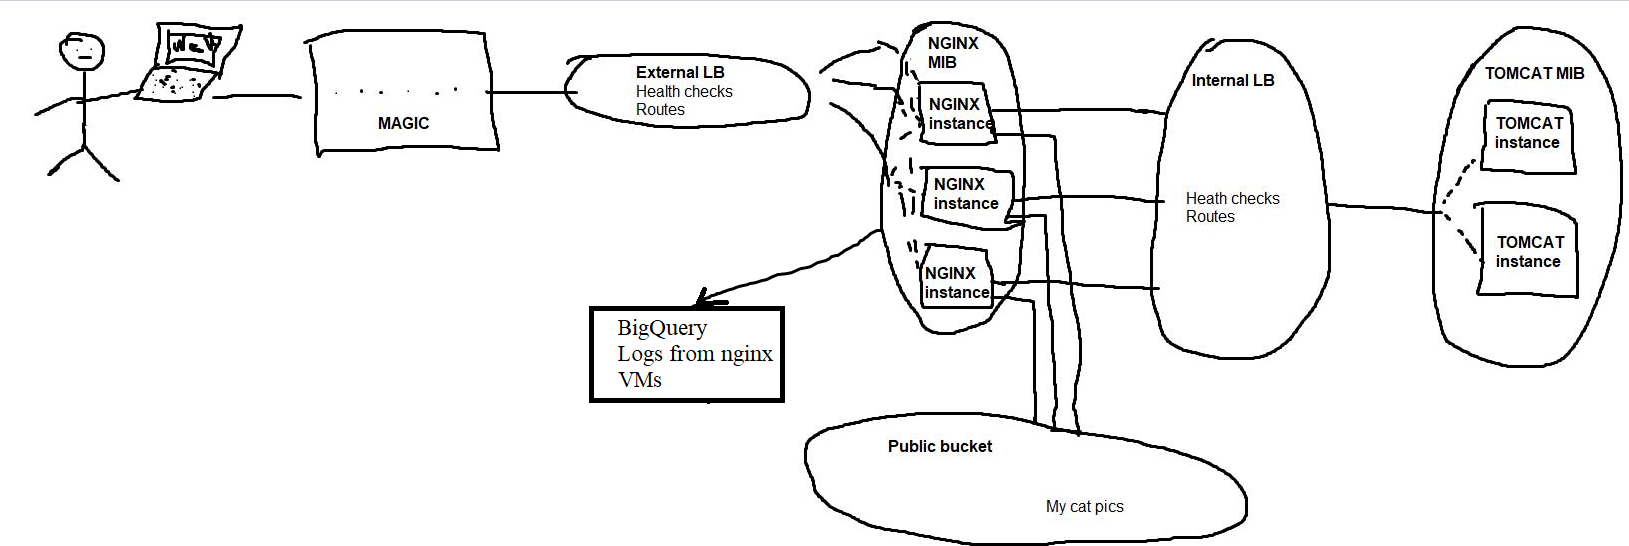 WEB
MAGIC
External LB
Health checks
Routes
NGINX
MIB
NGINX
instance
NGINX
instance
NGINX
instance
Internal LB
Heath checks
Routes
TOMCAT MIB
TOMCAT
instance
TOMCAT
instance
BigQuery
Logs from nginx
VMs
Public bucket
My cat pics